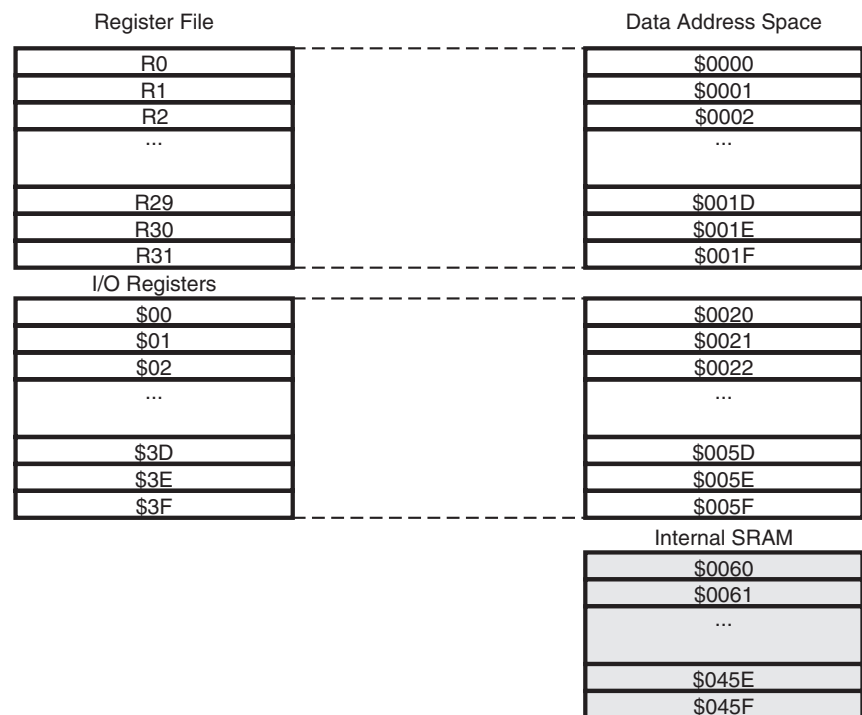 Register File Data Address Space
R0 $0000
R1 $0001
R2 $0002
... ...
R29 $001D
R30 $001E
R31 $001F
I/O Registers
$00 $0020
$01 $0021
$02 $0022
... ...
$3D $005D
$3E $005E
$3F $005F
Internal SRAM
$0060
$0061
...
$045E
$045F